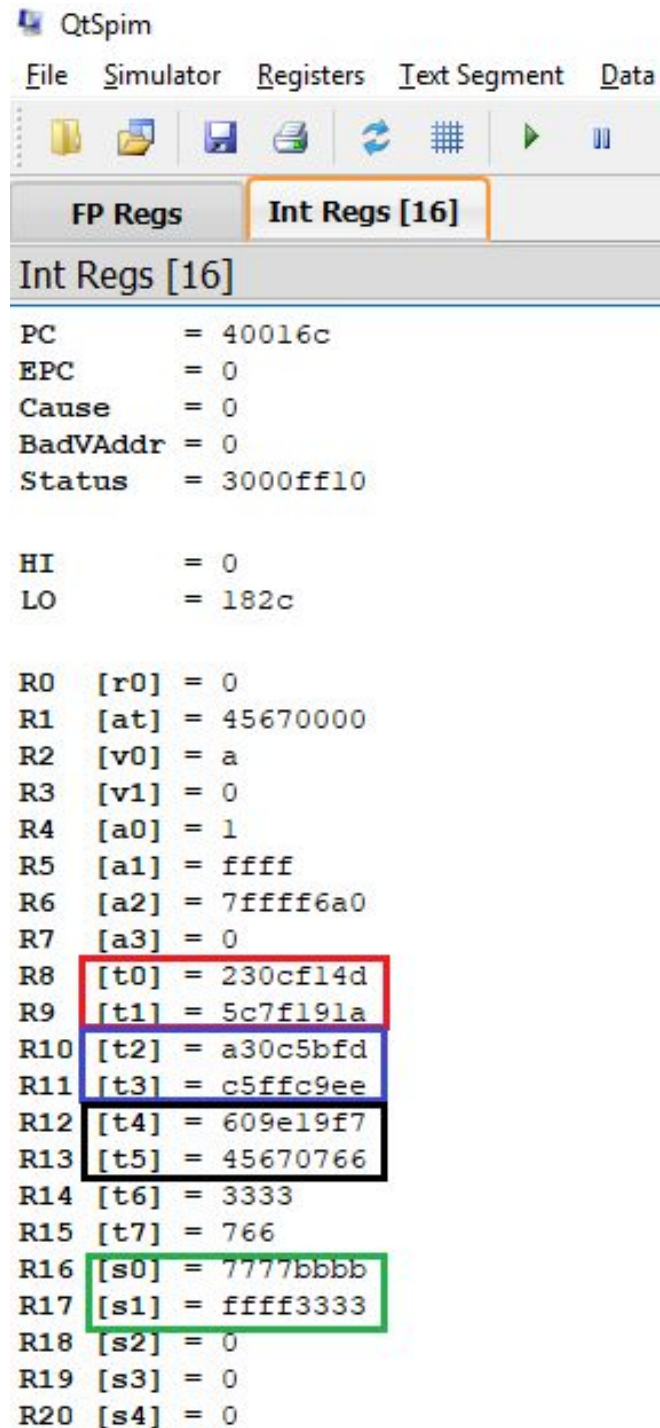 QtSpim
File Simulator Registers Text Segment Data
FP Regs Int Regs [16]
Int Regs [16]
PC = 40016c
EPC = 0
Cause = 0
BadVAddr = 0
Status = 3000ff10
HI = 0
LO = 182c
R0 [r0] = 0
R1 [at] = 45670000
R2 [v0] = a
R3 [v1] = 0
R4 [a0] = 1
R5 [a1] = ffff
R6 [a2] = 7ffff6a0
R7 [a3] = 0
R8 [t0] = 230cf14d
R9 [t1] = 5c7f191a
R10 [t2] = a30c5bfd
R11 [t3] = c5ffc9ee
R12 [t4] = 609e19f7
R13 [t5] = 45670766
R14 [t6] = 3333
R15 [t7] = 766
R16 [s0] = 7777bbbb
R17 [s1] = ffff3333
R18 [s2] = 0
R19 [s3] = 0
R20 [s4] = 0